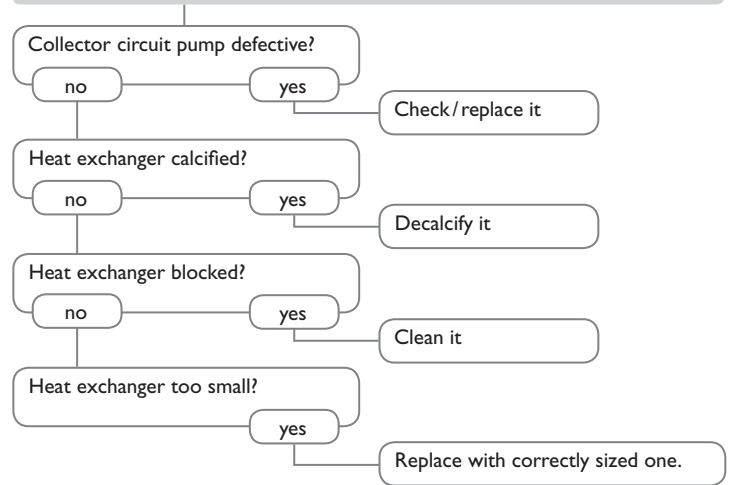 Collector circuit pump defective?
no
yes
Check / replace it
Heat exchanger calcified?
no
yes
Decalcify it
Heat exchanger blocked?
no
yes
Clean it
Heat exchanger too small?
yes
Replace with correctly sized one.